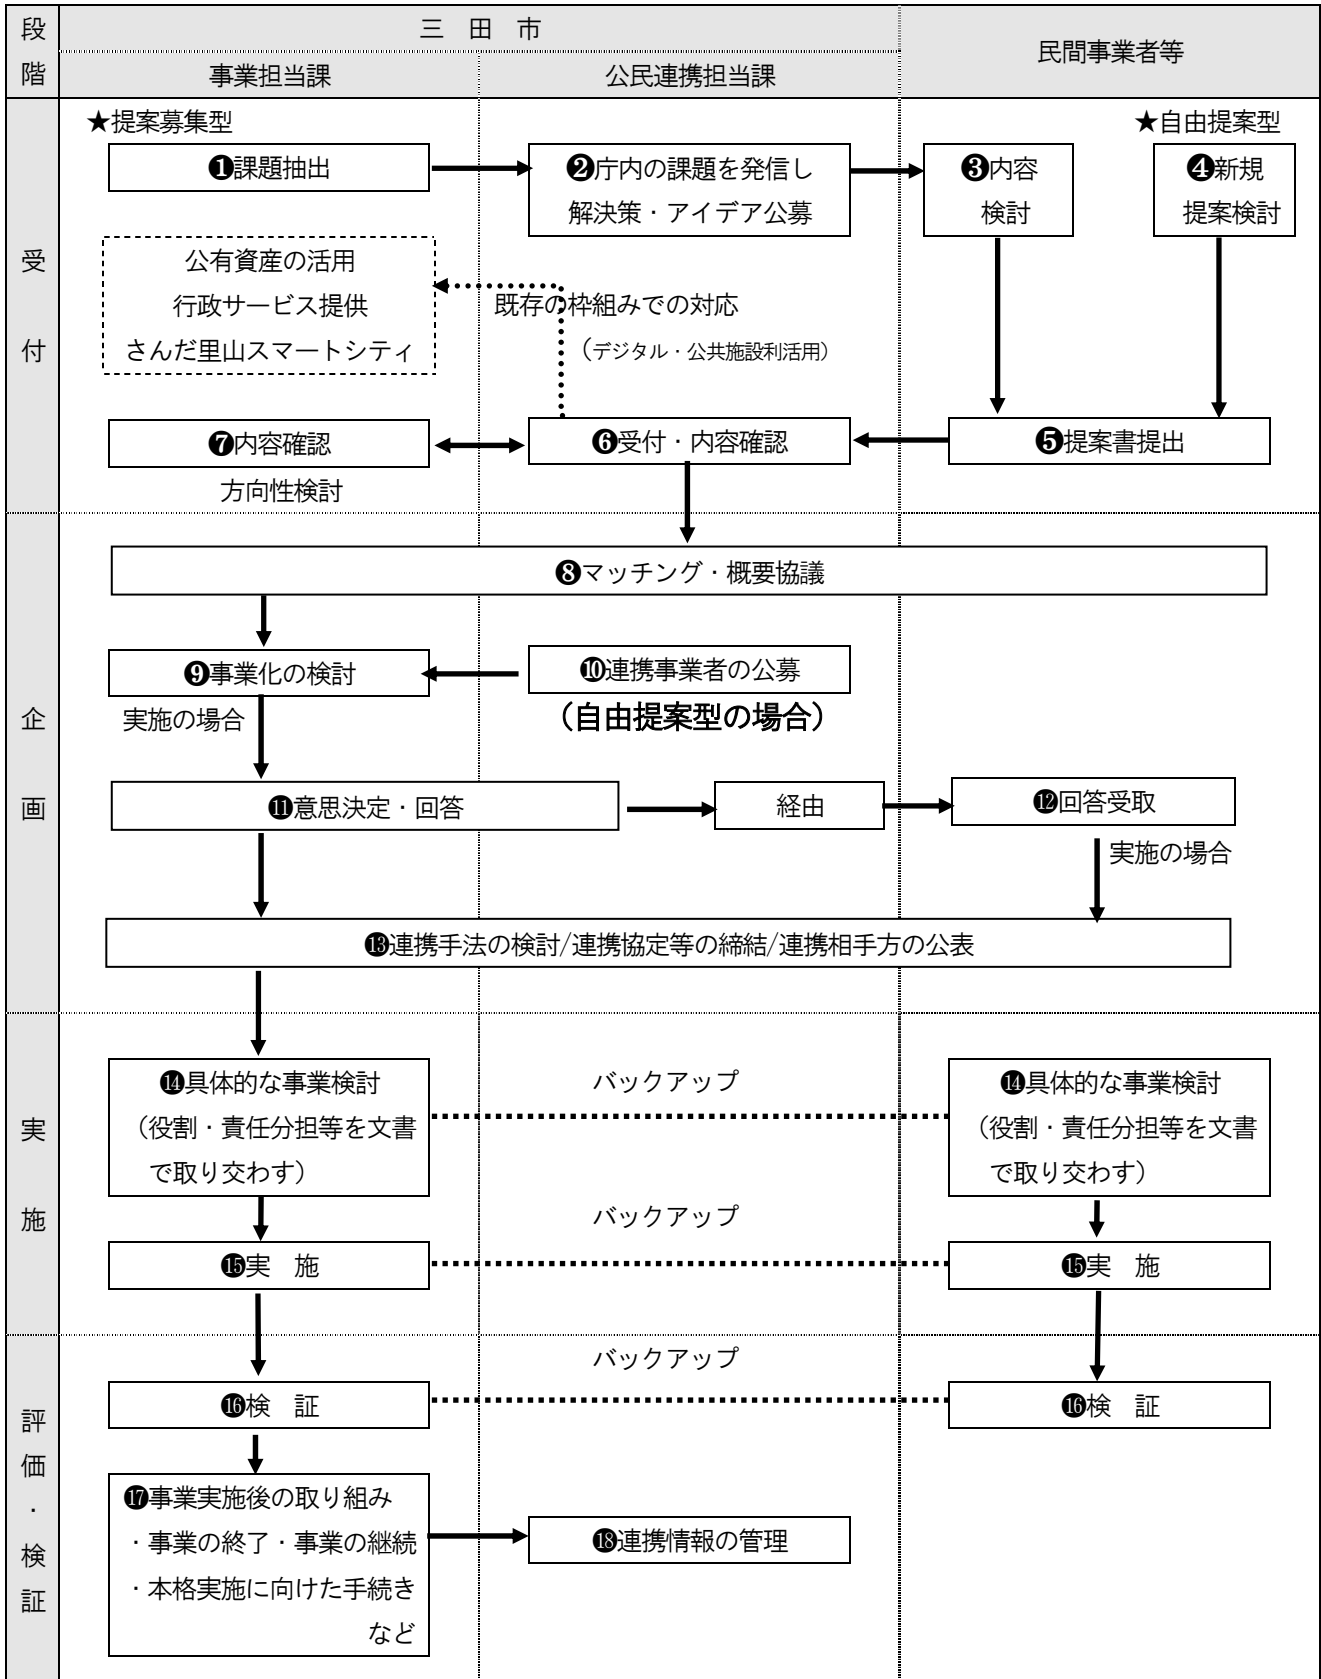 段階
三　田　市
民間事業者等
事業担当課
公民連携担当課
受付
★提案募集型
★自由提案型
❶課題抽出
❷庁内の課題を発信し
解決策・アイデア公募
❸内容
検討
❹新規
提案検討
公有資産の活用
行政サービス提供
さんだ里山スマートシティ
既存の枠組みでの対応
（デジタル・公共施設利活用）
❼内容確認
方向性検討
❻受付・内容確認
❺提案書提出
企画
❽マッチング・概要協議
❾事業化の検討
❿連携事業者の公募
（自由提案型の場合）
実施の場合
⓫意思決定・回答
経由
⓬回答受取
実施の場合
⓭連携手法の検討/連携協定等の締結/連携相手方の公表
実施
⓮具体的な事業検討
（役割・責任分担等を文書
で取り交わす）
バックアップ
⓮具体的な事業検討
（役割・責任分担等を文書
で取り交わす）
バックアップ
⓯実　施
⓯実　施
評価・検証
バックアップ
⓰検　証
⓰検　証
⓱事業実施後の取り組み
・事業の終了・事業の継続
・本格実施に向けた手続き
など
⓲連携情報の管理